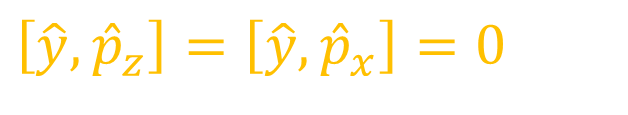 [ŷ, p̂_z] = [ŷ, p̂_x] = 0